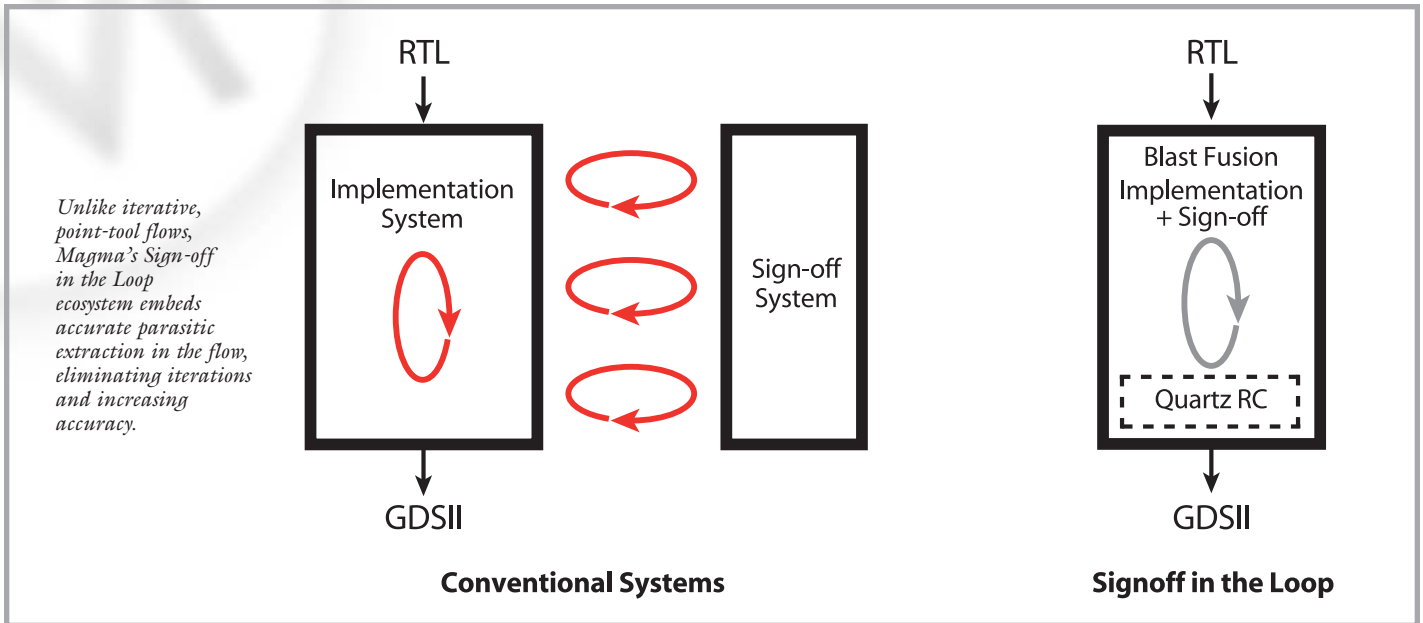 Unlike iterative,
point-tool flows,
Magma's Sign-off
in the Loop
ecosystem embeds
accurate parasitic
extraction in the flow,
eliminating iterations
and increasing
accuracy.
RTL
Implementation
System
Sign-off
System
GDSII
Conventional Systems
RTL
Blast Fusion
Implementation
+ Sign-off
Quartz RC
GDSII
Signoff in the Loop